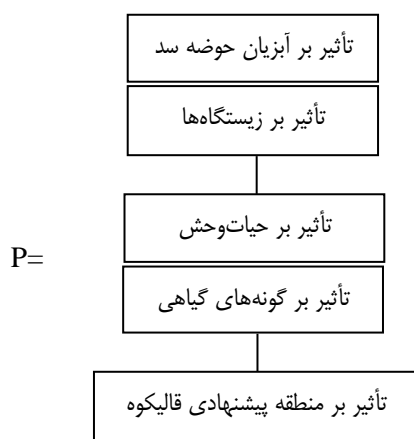 تأثیر بر آبزیان حوضه سد
تأثیر بر زیستگاه‌ها
تأثیر بر حیات‌وحش
P=
تأثیر بر گونه‌های گیاهی
تأثیر بر منطقه پیشنهادی قالیکوه